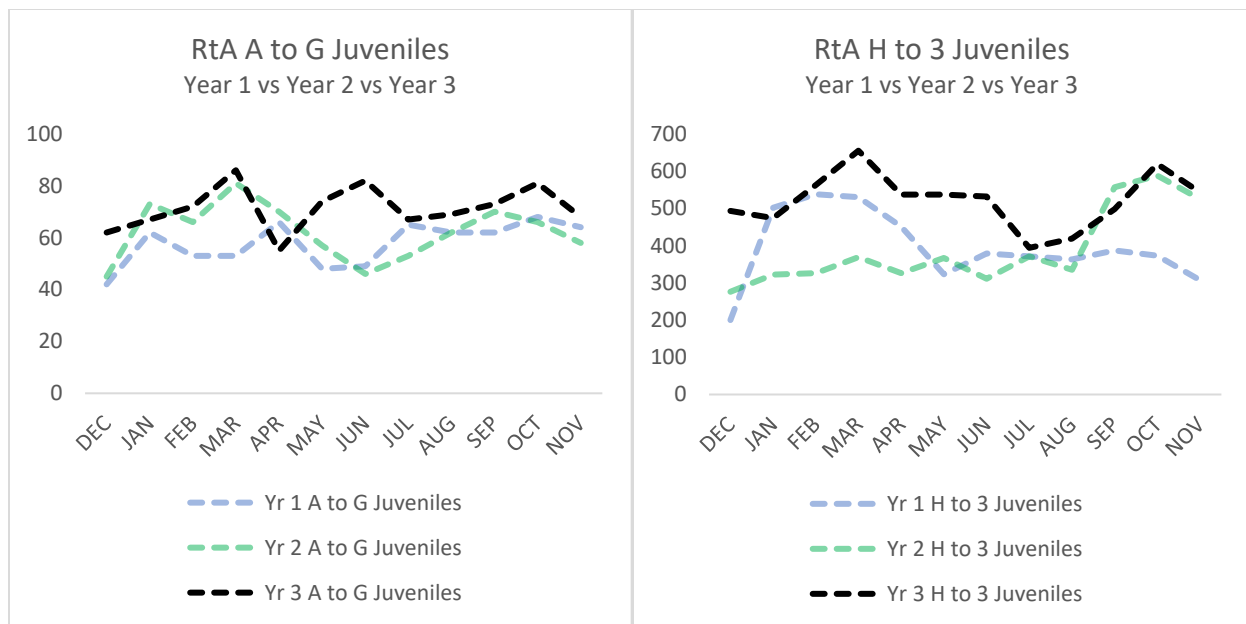 RtA A to G Juveniles
Year 1 vs Year 2 vs Year 3
100
80
60
40
20
0
DEC
JAN
FEB
MAR
APR
MAY
JUN
JUL
AUG
SEP
OCT
NOV
Yr 1 A to G Juveniles
Yr 2 A to G Juveniles
Yr 3 A to G Juveniles
RtA H to 3 Juveniles
Year 1 vs Year 2 vs Year 3
700
600
500
400
300
200
100
0
DEC
JAN
FEB
MAR
APR
MAY
JUN
JUL
AUG
SEP
OCT
NOV
Yr 1 H to 3 Juveniles
Yr 2 H to 3 Juveniles
Yr 3 H to 3 Juveniles